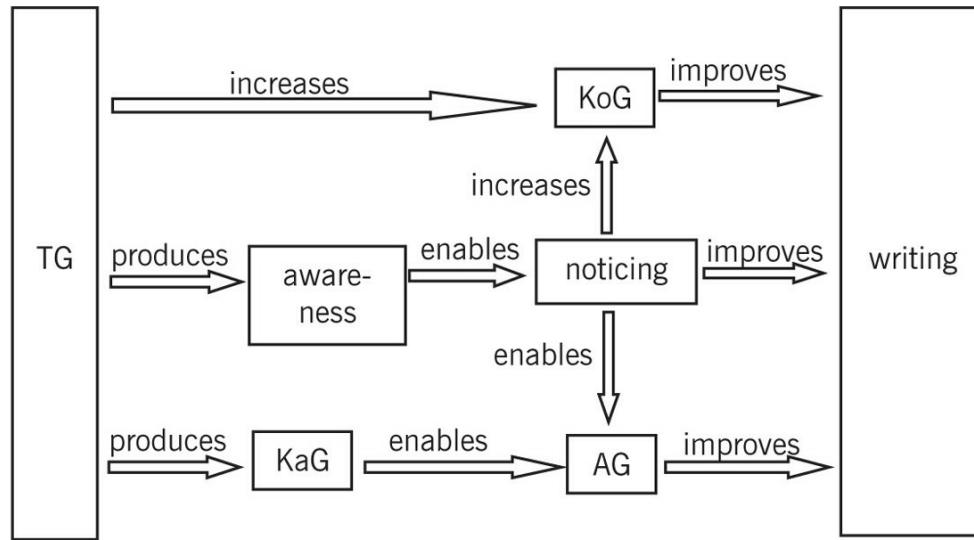 increases
KoG
improves
increases
TG
produces
aware-
ness
enables
noticing
improves
writing
enables
produces
KaG
enables
AG
improves